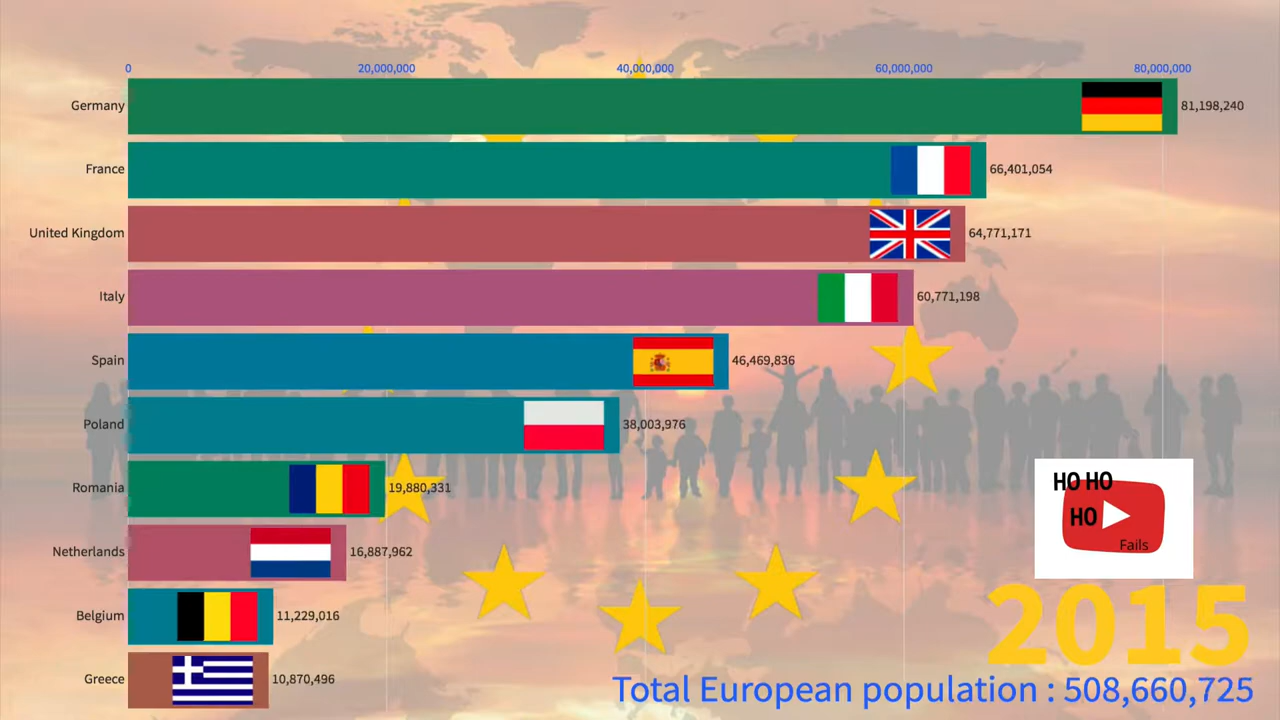 0 20,000,000 40,000,000 60,000,000 80,000,000
Germany 81,198,240
France 66,401,054
United Kingdom 64,771,171
Italy 60,771,198
Spain 46,469,836
Poland 38,003,976
Romania 19,880,331
Netherlands 16,887,962
Belgium 11,229,016
Greece 10,870,496
HO HO
HO
Fails
2015
Total European population : 508,660,725